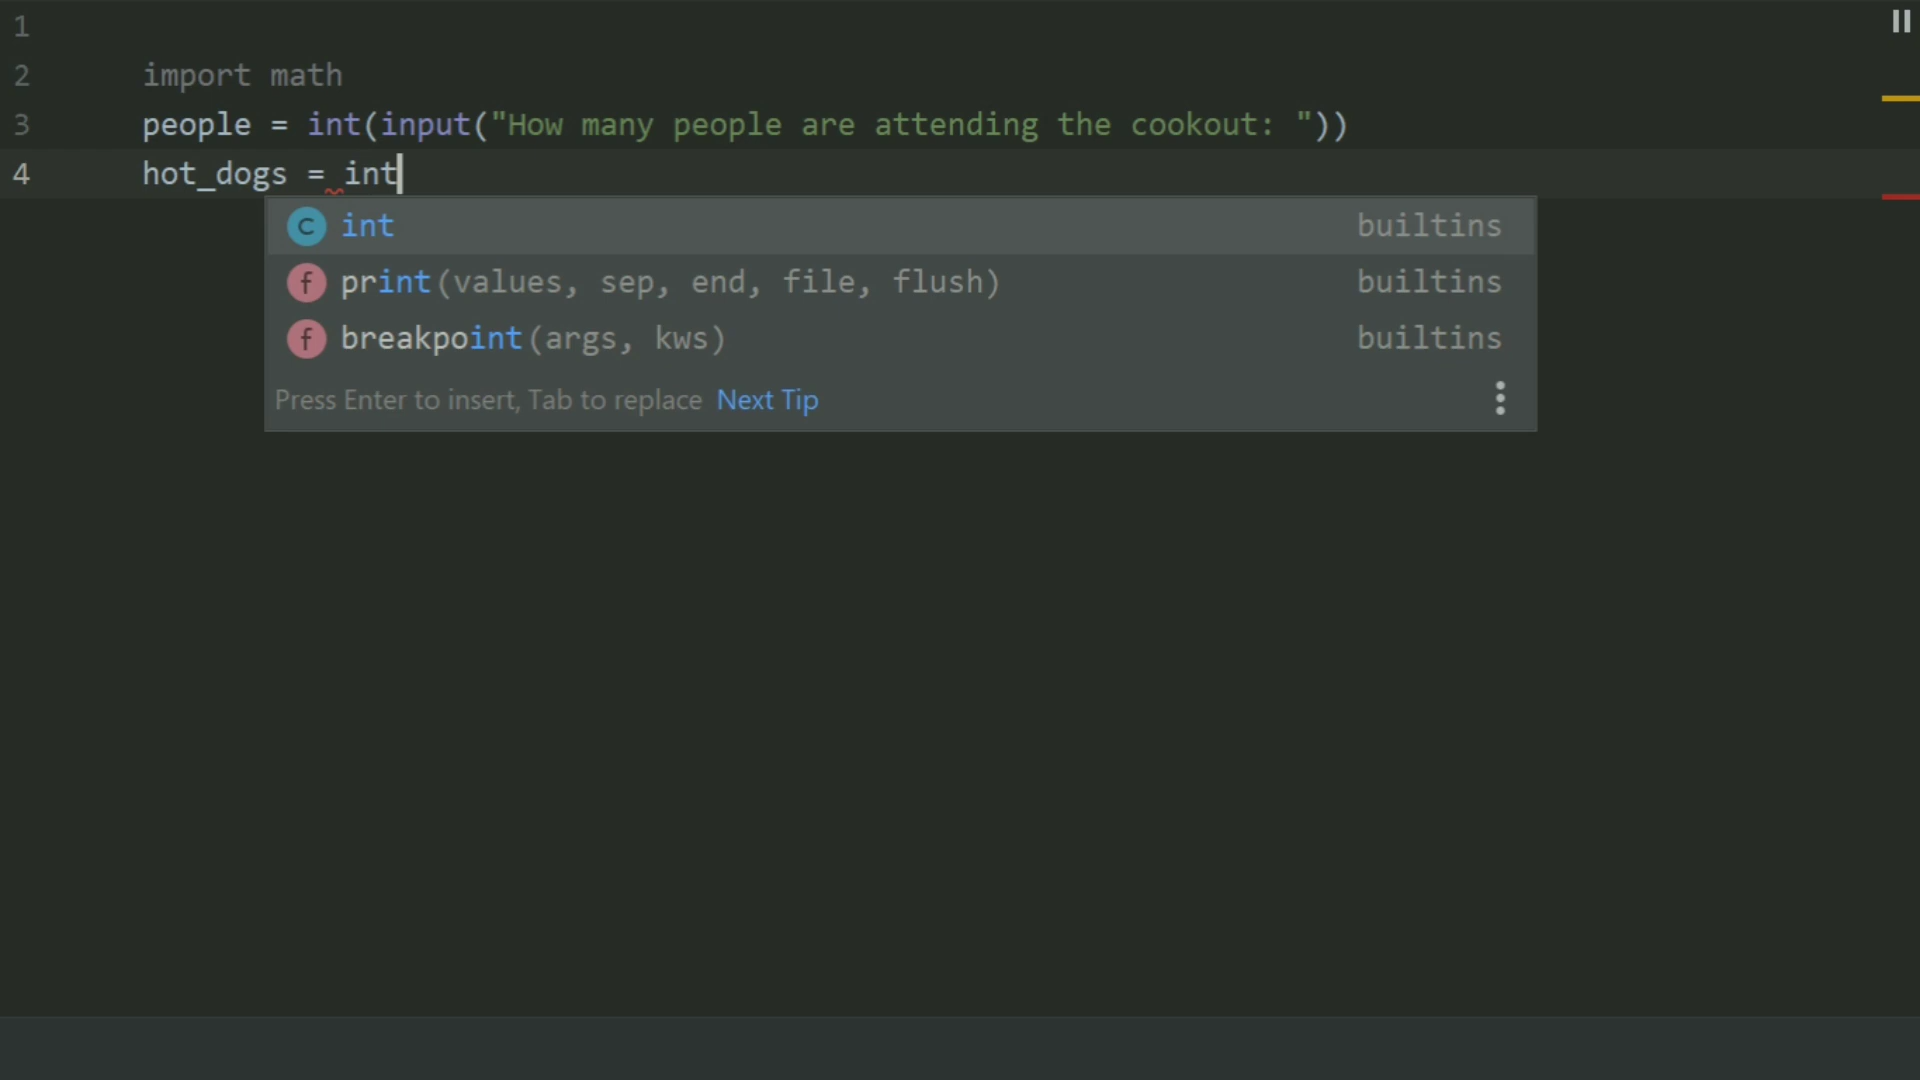 1
2 import math
3 people = int(input("How many people are attending the cookout: "))
4 hot_dogs = int
c int builtins
f print(values, sep, end, file, flush) builtins
f breakpoint(args, kws) builtins
Press Enter to insert, Tab to replace Next Tip